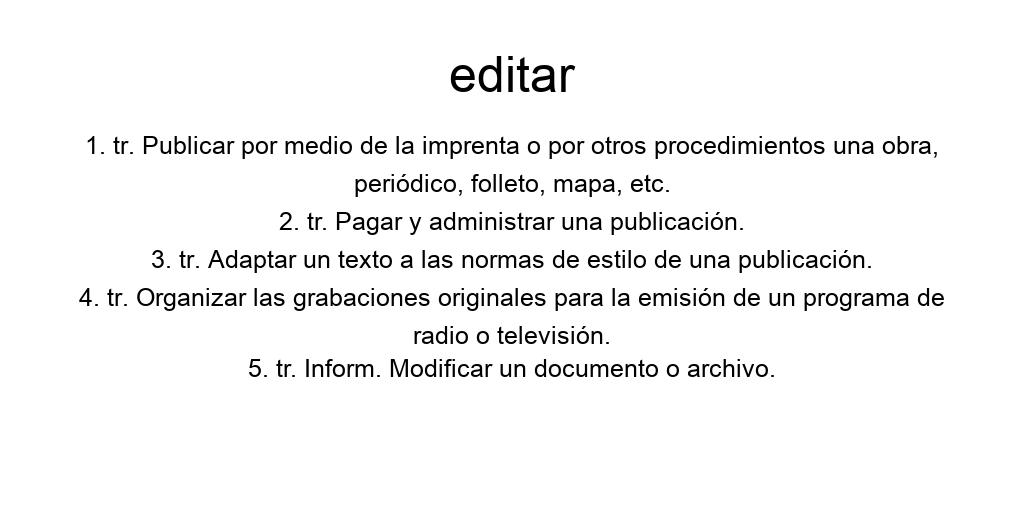 editar
1. tr. Publicar por medio de la imprenta o por otros procedimientos una obra,
periódico, folleto, mapa, etc.
2. tr. Pagar y administrar una publicación.
3. tr. Adaptar un texto a las normas de estilo de una publicación.
4. tr. Organizar las grabaciones originales para la emisión de un programa de
radio o televisión.
5. tr. Inform. Modificar un documento o archivo.